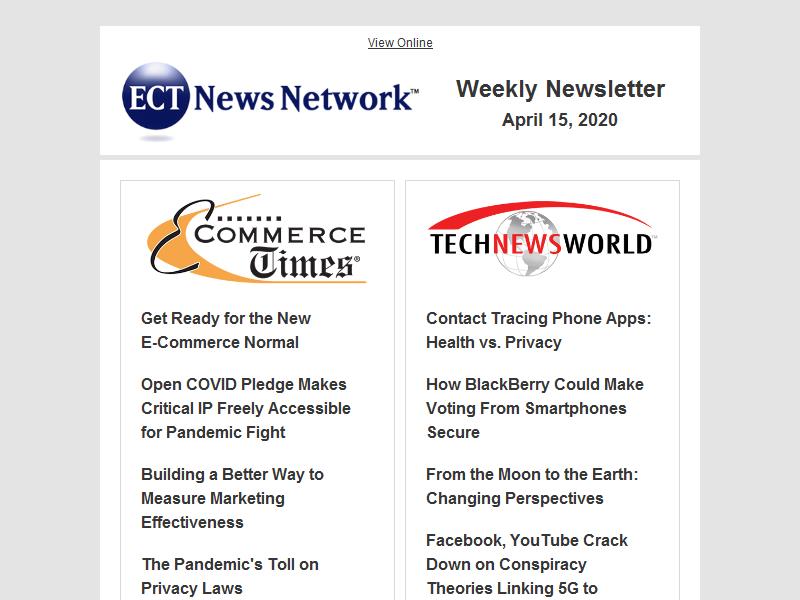 View Online
ECT News Network™
Weekly Newsletter
April 15, 2020
E-Commerce
Times®
Get Ready for the New
E-Commerce Normal
Open COVID Pledge Makes
Critical IP Freely Accessible
for Pandemic Fight
Building a Better Way to
Measure Marketing
Effectiveness
The Pandemic's Toll on
Privacy Laws
TECHNEWSWORLD™
Contact Tracing Phone Apps:
Health vs. Privacy
How BlackBerry Could Make
Voting From Smartphones
Secure
From the Moon to the Earth:
Changing Perspectives
Facebook, YouTube Crack
Down on Conspiracy
Theories Linking 5G to